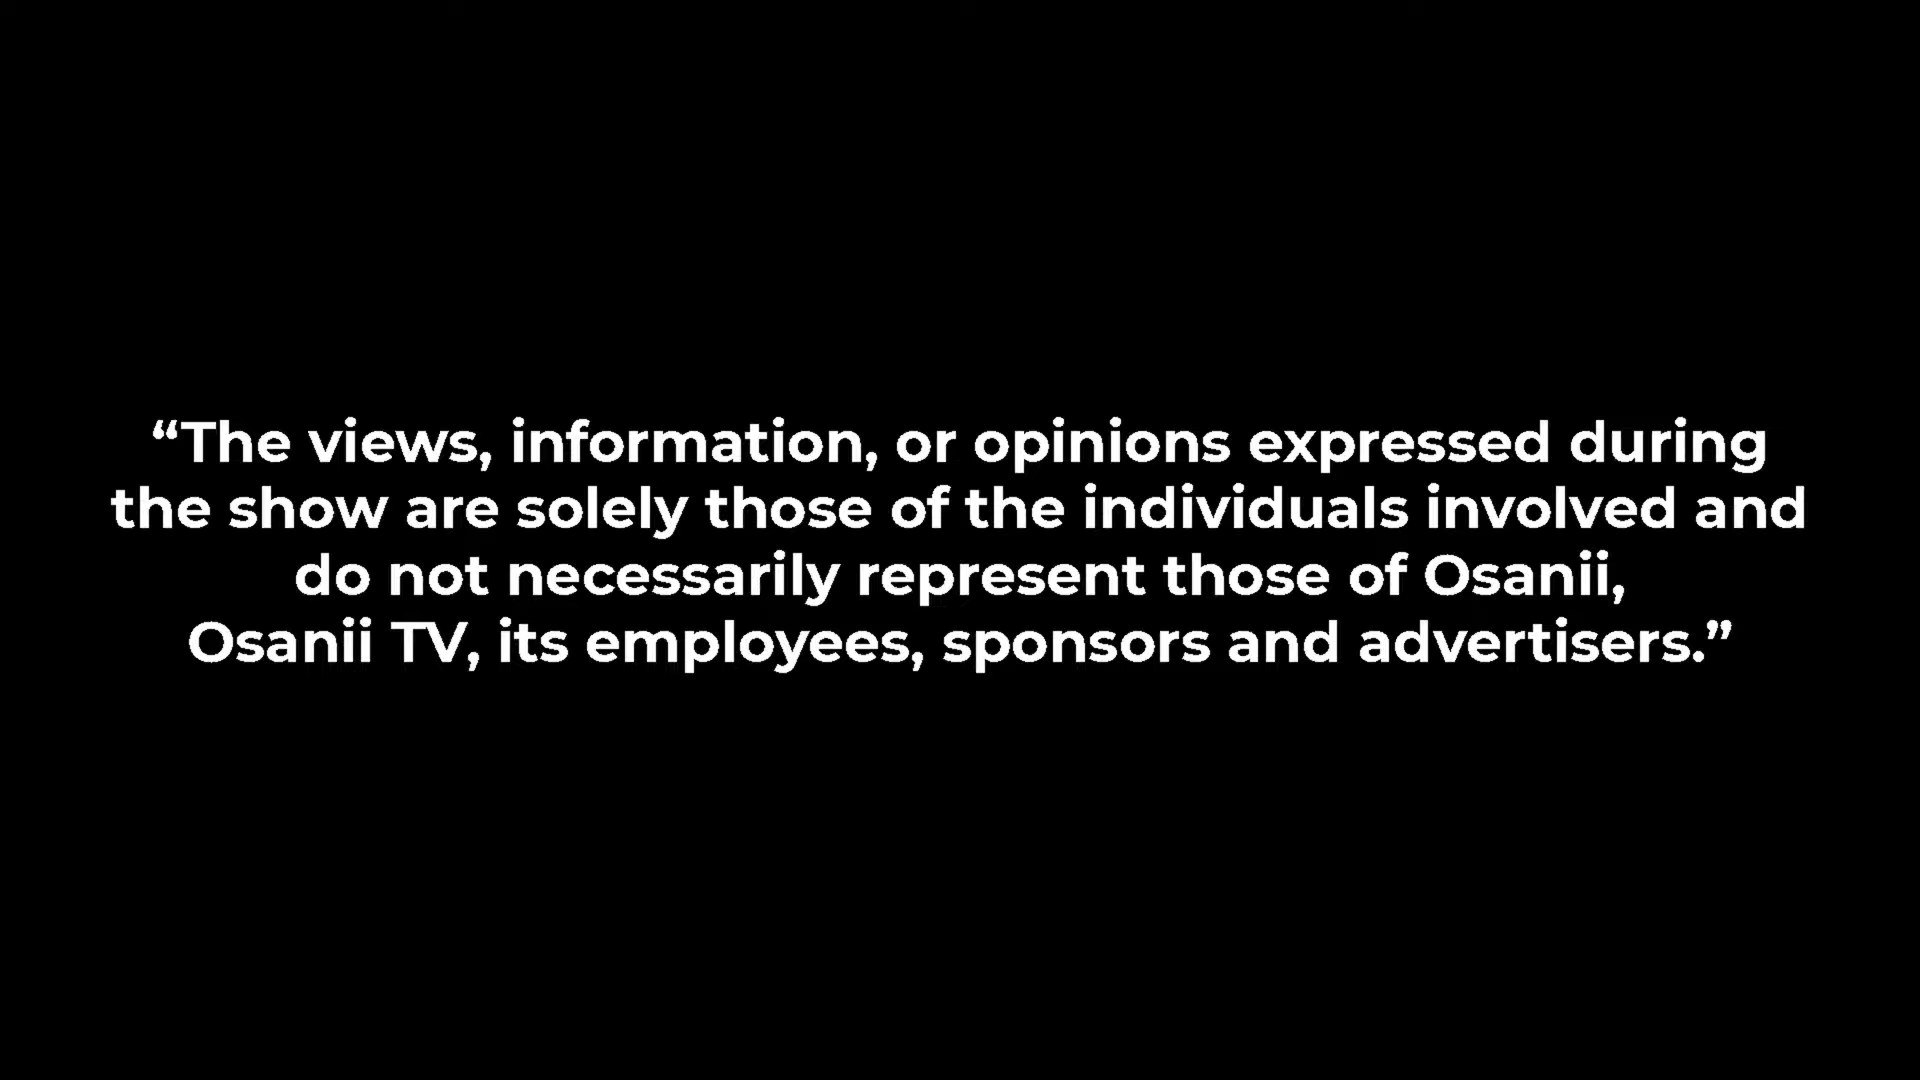 “The views, information, or opinions expressed during
the show are solely those of the individuals involved and
do not necessarily represent those of Osanii,
Osanii TV, its employees, sponsors and advertisers.”